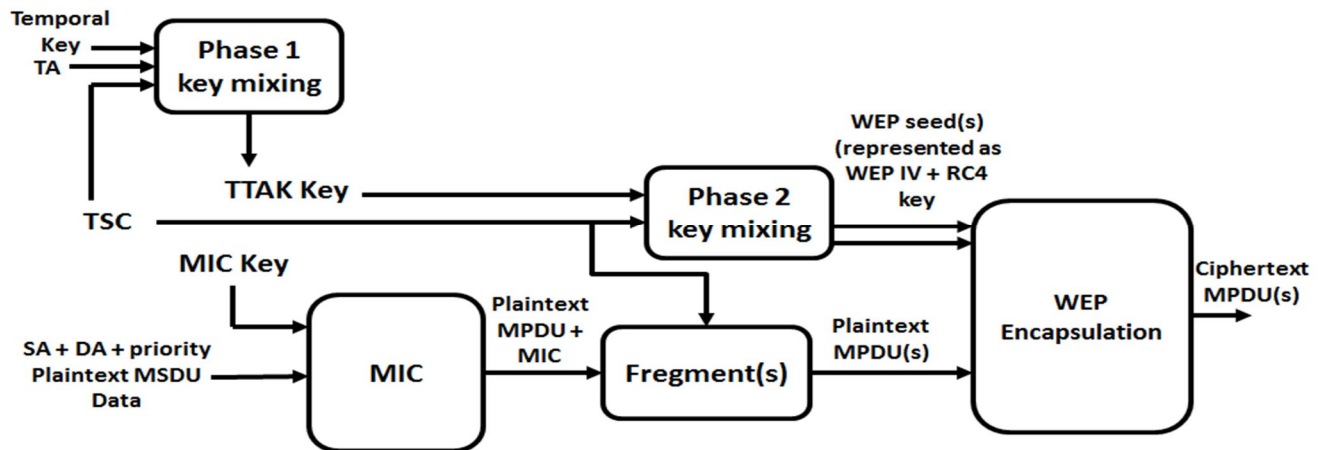 Temporal
Key
TA
Phase 1
key mixing
TTAK Key
TSC
Phase 2
key mixing
WEP seed(s)
(represented as
WEP IV + RC4
key
MIC Key
SA + DA + priority
Plaintext MSDU
Data
MIC
Plaintext
MPDU +
MIC
Fregment(s)
Plaintext
MPDU(s)
WEP
Encapsulation
Ciphertext
MPDU(s)